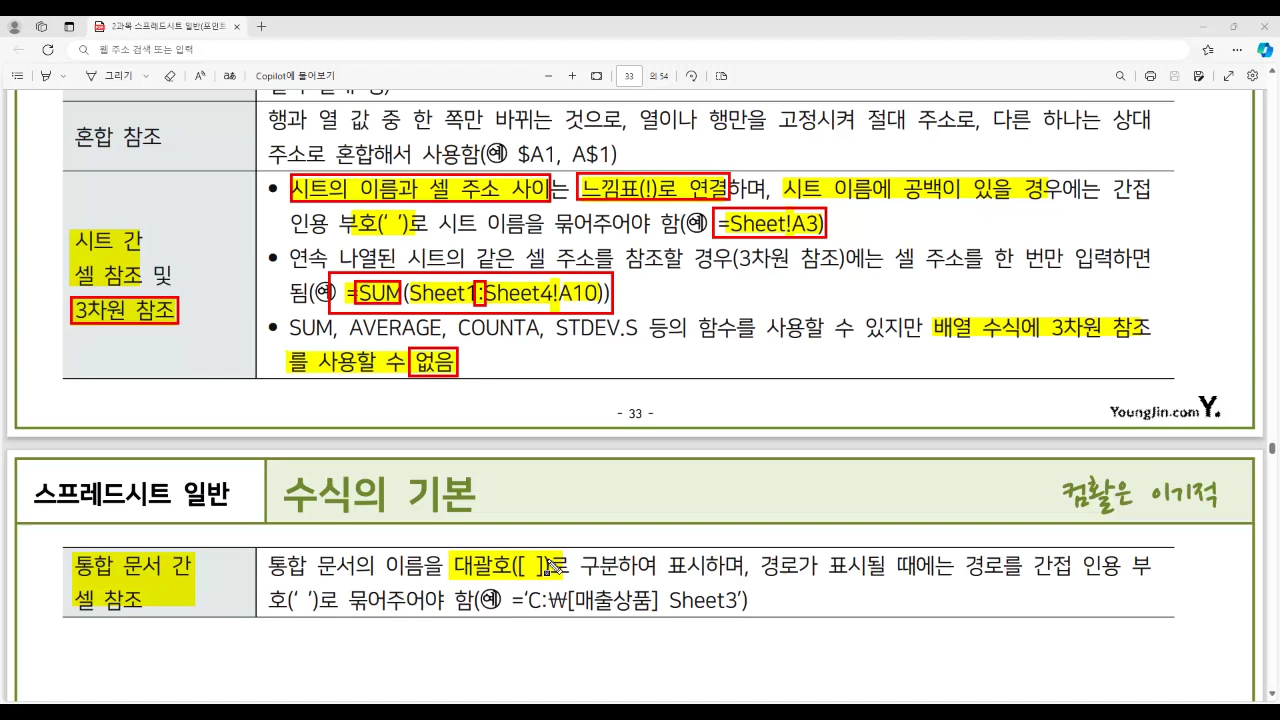 2과목 스프레드시트 일반(포인트
웹 주소 검색 또는 입력
그리기
aあ
Copilot에 물어보기
33 의 54
혼합 참조
행과 열 값 중 한 쪽만 바뀌는 것으로, 열이나 행만을 고정시켜 절대 주소로, 다른 하나는 상대
주소로 혼합해서 사용함(예 $A1, A$1)
시트 간
셀 참조 및
3차원 참조
• 시트의 이름과 셀 주소 사이는 느낌표(!)로 연결하며, 시트 이름에 공백이 있을 경우에는 간접
인용 부호(‘ ’)로 시트 이름을 묶어주어야 함(예 =Sheet!A3)
• 연속 나열된 시트의 같은 셀 주소를 참조할 경우(3차원 참조)에는 셀 주소를 한 번만 입력하면
됨(예 =SUM(Sheet1:Sheet4!A10))
• SUM, AVERAGE, COUNTA, STDEV.S 등의 함수를 사용할 수 있지만 배열 수식에 3차원 참조
를 사용할 수 없음
- 33 -
YoungJin.com Y.
스프레드시트 일반
수식의 기본
컴활은 이기적
통합 문서 간
셀 참조
통합 문서의 이름을 대괄호([ ])로 구분하여 표시하며, 경로가 표시될 때에는 경로를 간접 인용 부
호(‘ ’)로 묶어주어야 함(예 =‘C:₩[매출상품] Sheet3’)